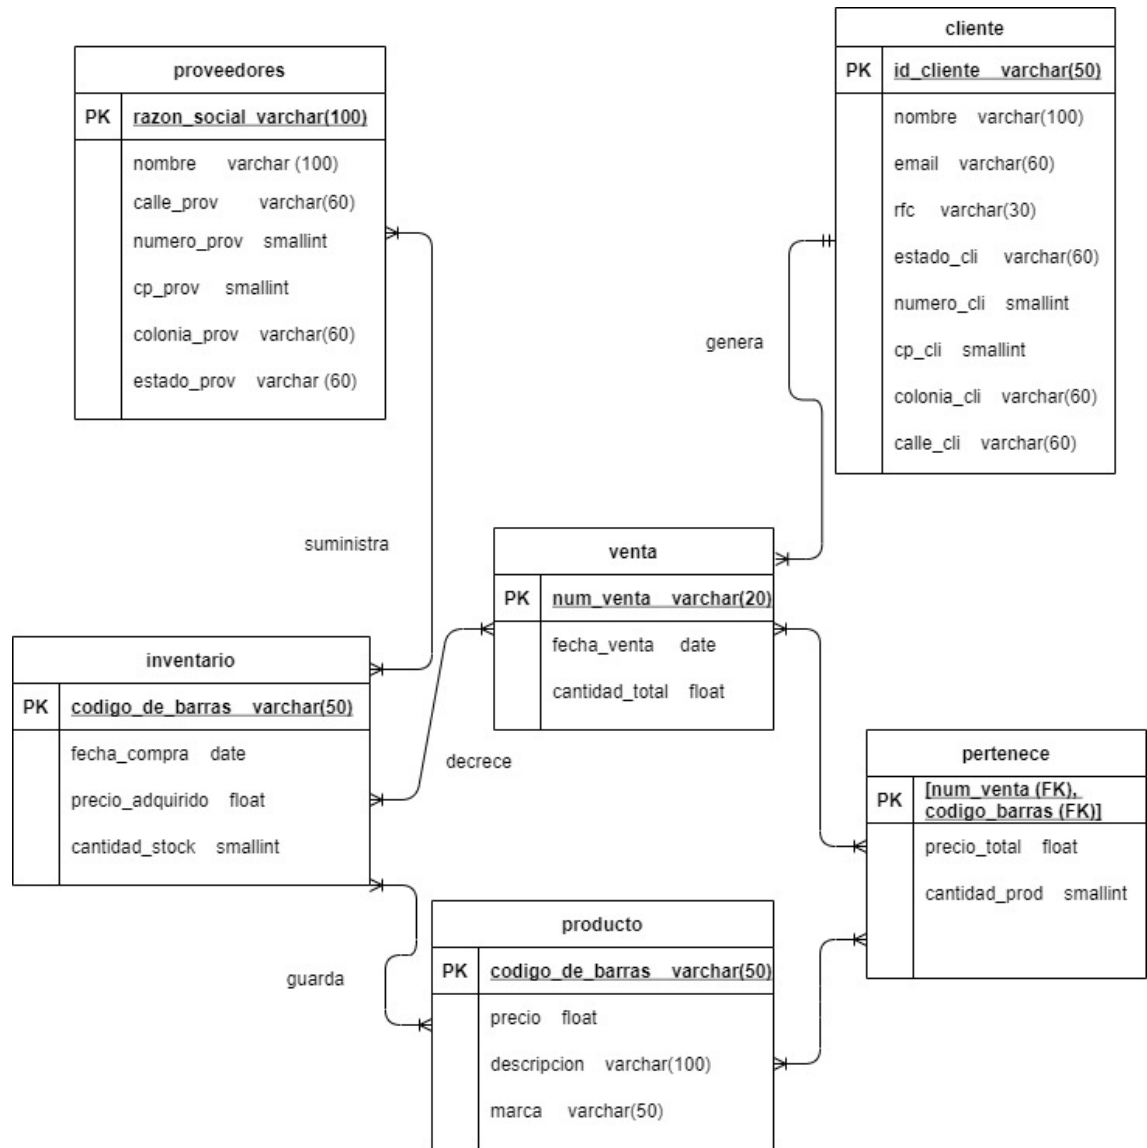 cliente
PK id_cliente varchar(50)
nombre varchar(100)
email varchar(60)
rfc varchar(30)
estado_cli varchar(60)
numero_cli smallint
cp_cli smallint
colonia_cli varchar(60)
calle_cli varchar(60)
proveedores
PK razon_social varchar(100)
nombre varchar (100)
calle_prov varchar(60)
numero_prov smallint
cp_prov smallint
colonia_prov varchar(60)
estado_prov varchar (60)
genera
suministra
venta
PK num_venta varchar(20)
fecha_venta date
cantidad_total float
inventario
PK codigo_de_barras varchar(50)
fecha_compra date
precio_adquirido float
cantidad_stock smallint
decrece
pertenece
PK [num_venta (FK),
codigo_barras (FK)]
precio_total float
cantidad_prod smallint
guarda
producto
PK codigo_de_barras varchar(50)
precio float
descripcion varchar(100)
marca varchar(50)